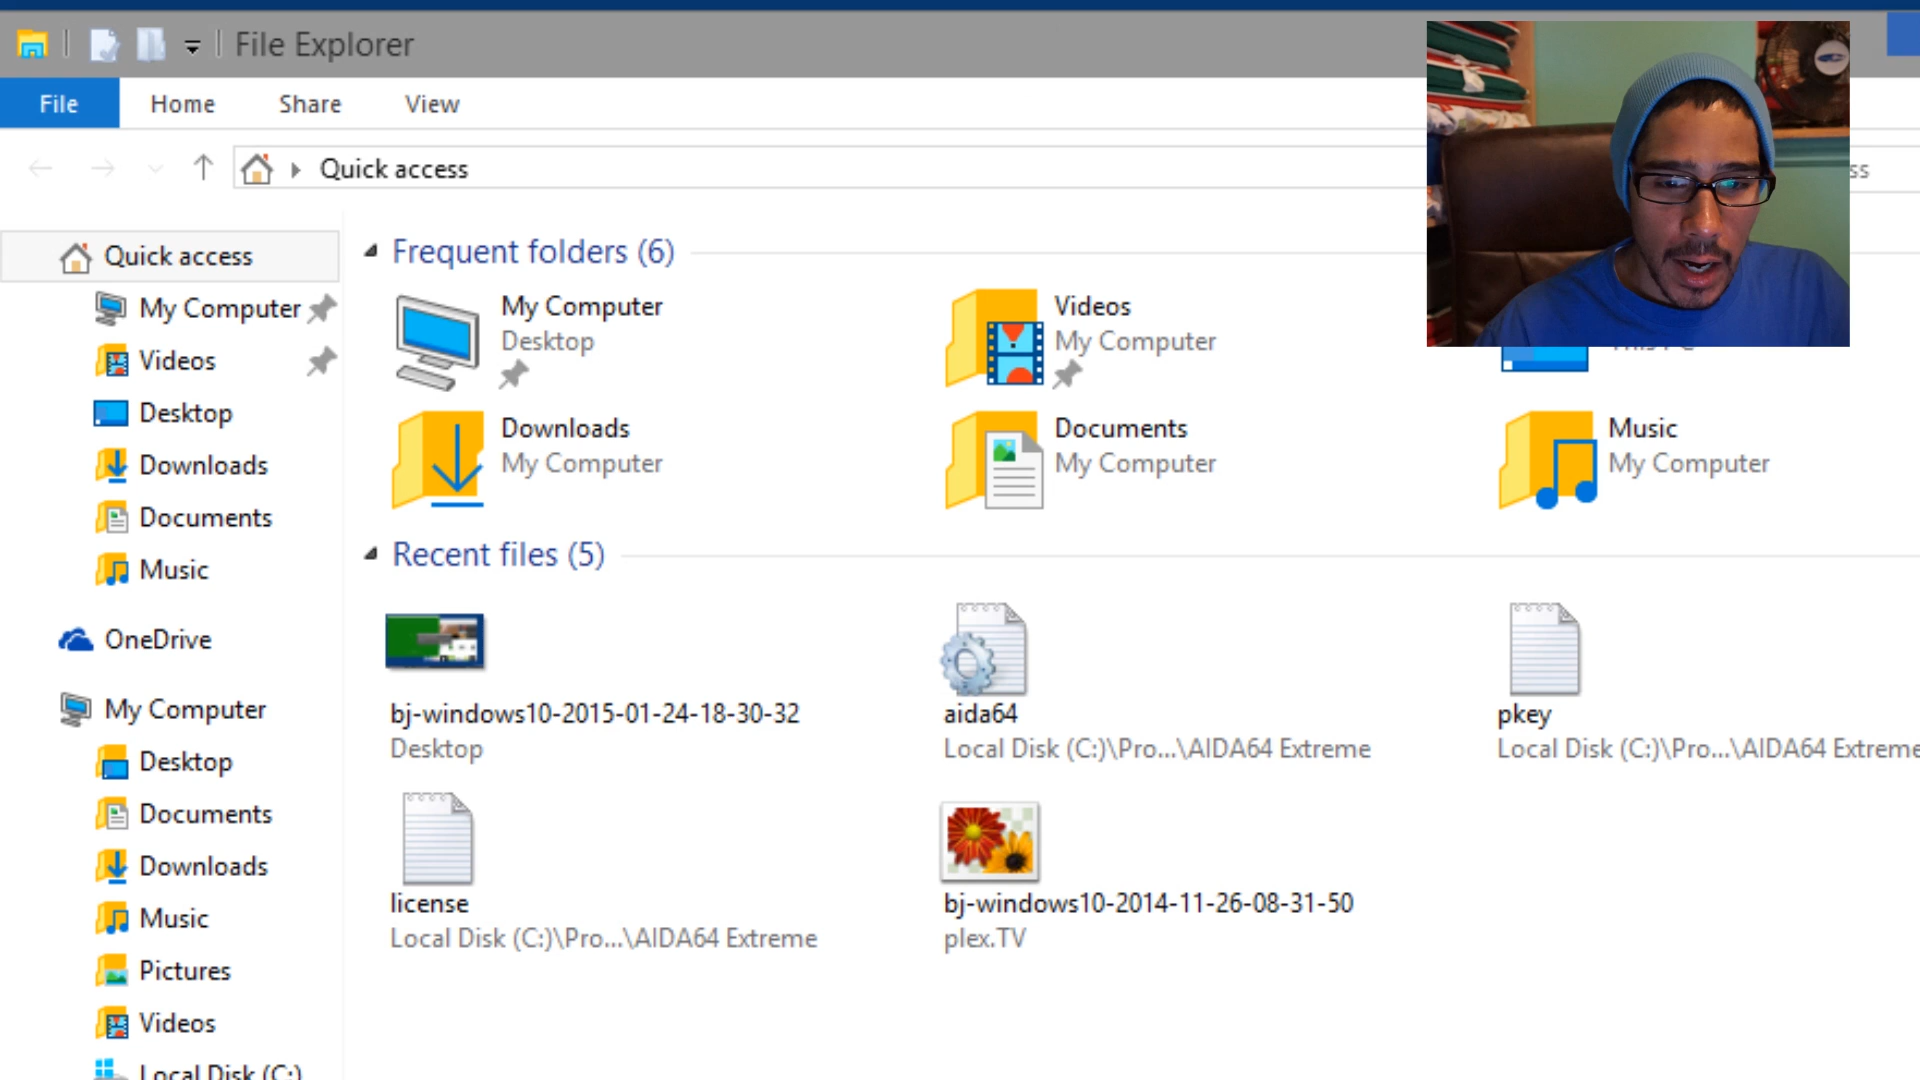 File Explorer
File Home Share View
Quick access
Quick access
My Computer
Videos
Desktop
Downloads
Documents
Music
OneDrive
My Computer
Desktop
Documents
Downloads
Music
Pictures
Videos
Local Disk (C:)
Frequent folders (6)
My Computer
Desktop
Videos
My Computer
Downloads
My Computer
Documents
My Computer
Music
My Computer
Recent files (5)
bj-windows10-2015-01-24-18-30-32
Desktop
aida64
Local Disk (C:)\Pro...\AIDA64 Extreme
pkey
Local Disk (C:)\Pro...\AIDA64 Extreme
license
Local Disk (C:)\Pro...\AIDA64 Extreme
bj-windows10-2014-11-26-08-31-50
plex.TV